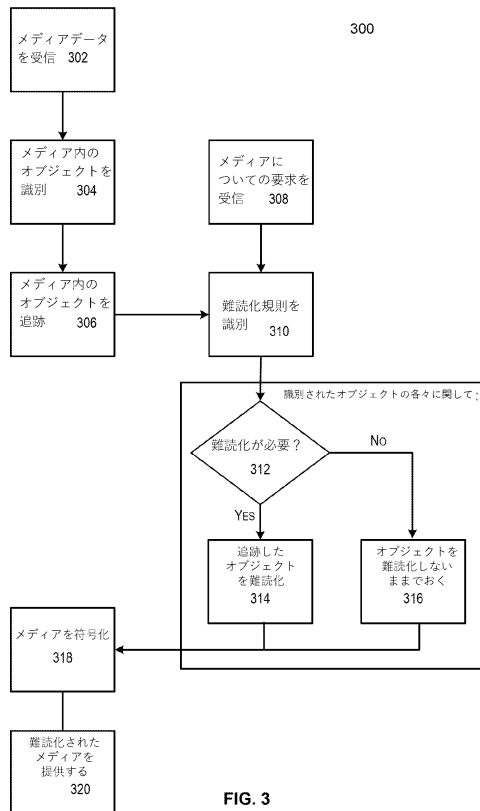 300
メディアデータ
を受信 302
メディア内の
オブジェクトを
識別 304
メディアに
ついての要求を
受信 308
メディア内の
オブジェクトを
追跡 306
難読化規則を
識別 310
識別されたオブジェクトの各々に関して:
難読化が必要?
312
NO
YES
追跡した
オブジェクト
を難読化
314
オブジェクトを
難読化しない
ままでおく
316
メディアを符号化
318
難読化された
メディアを
提供する
320
FIG. 3